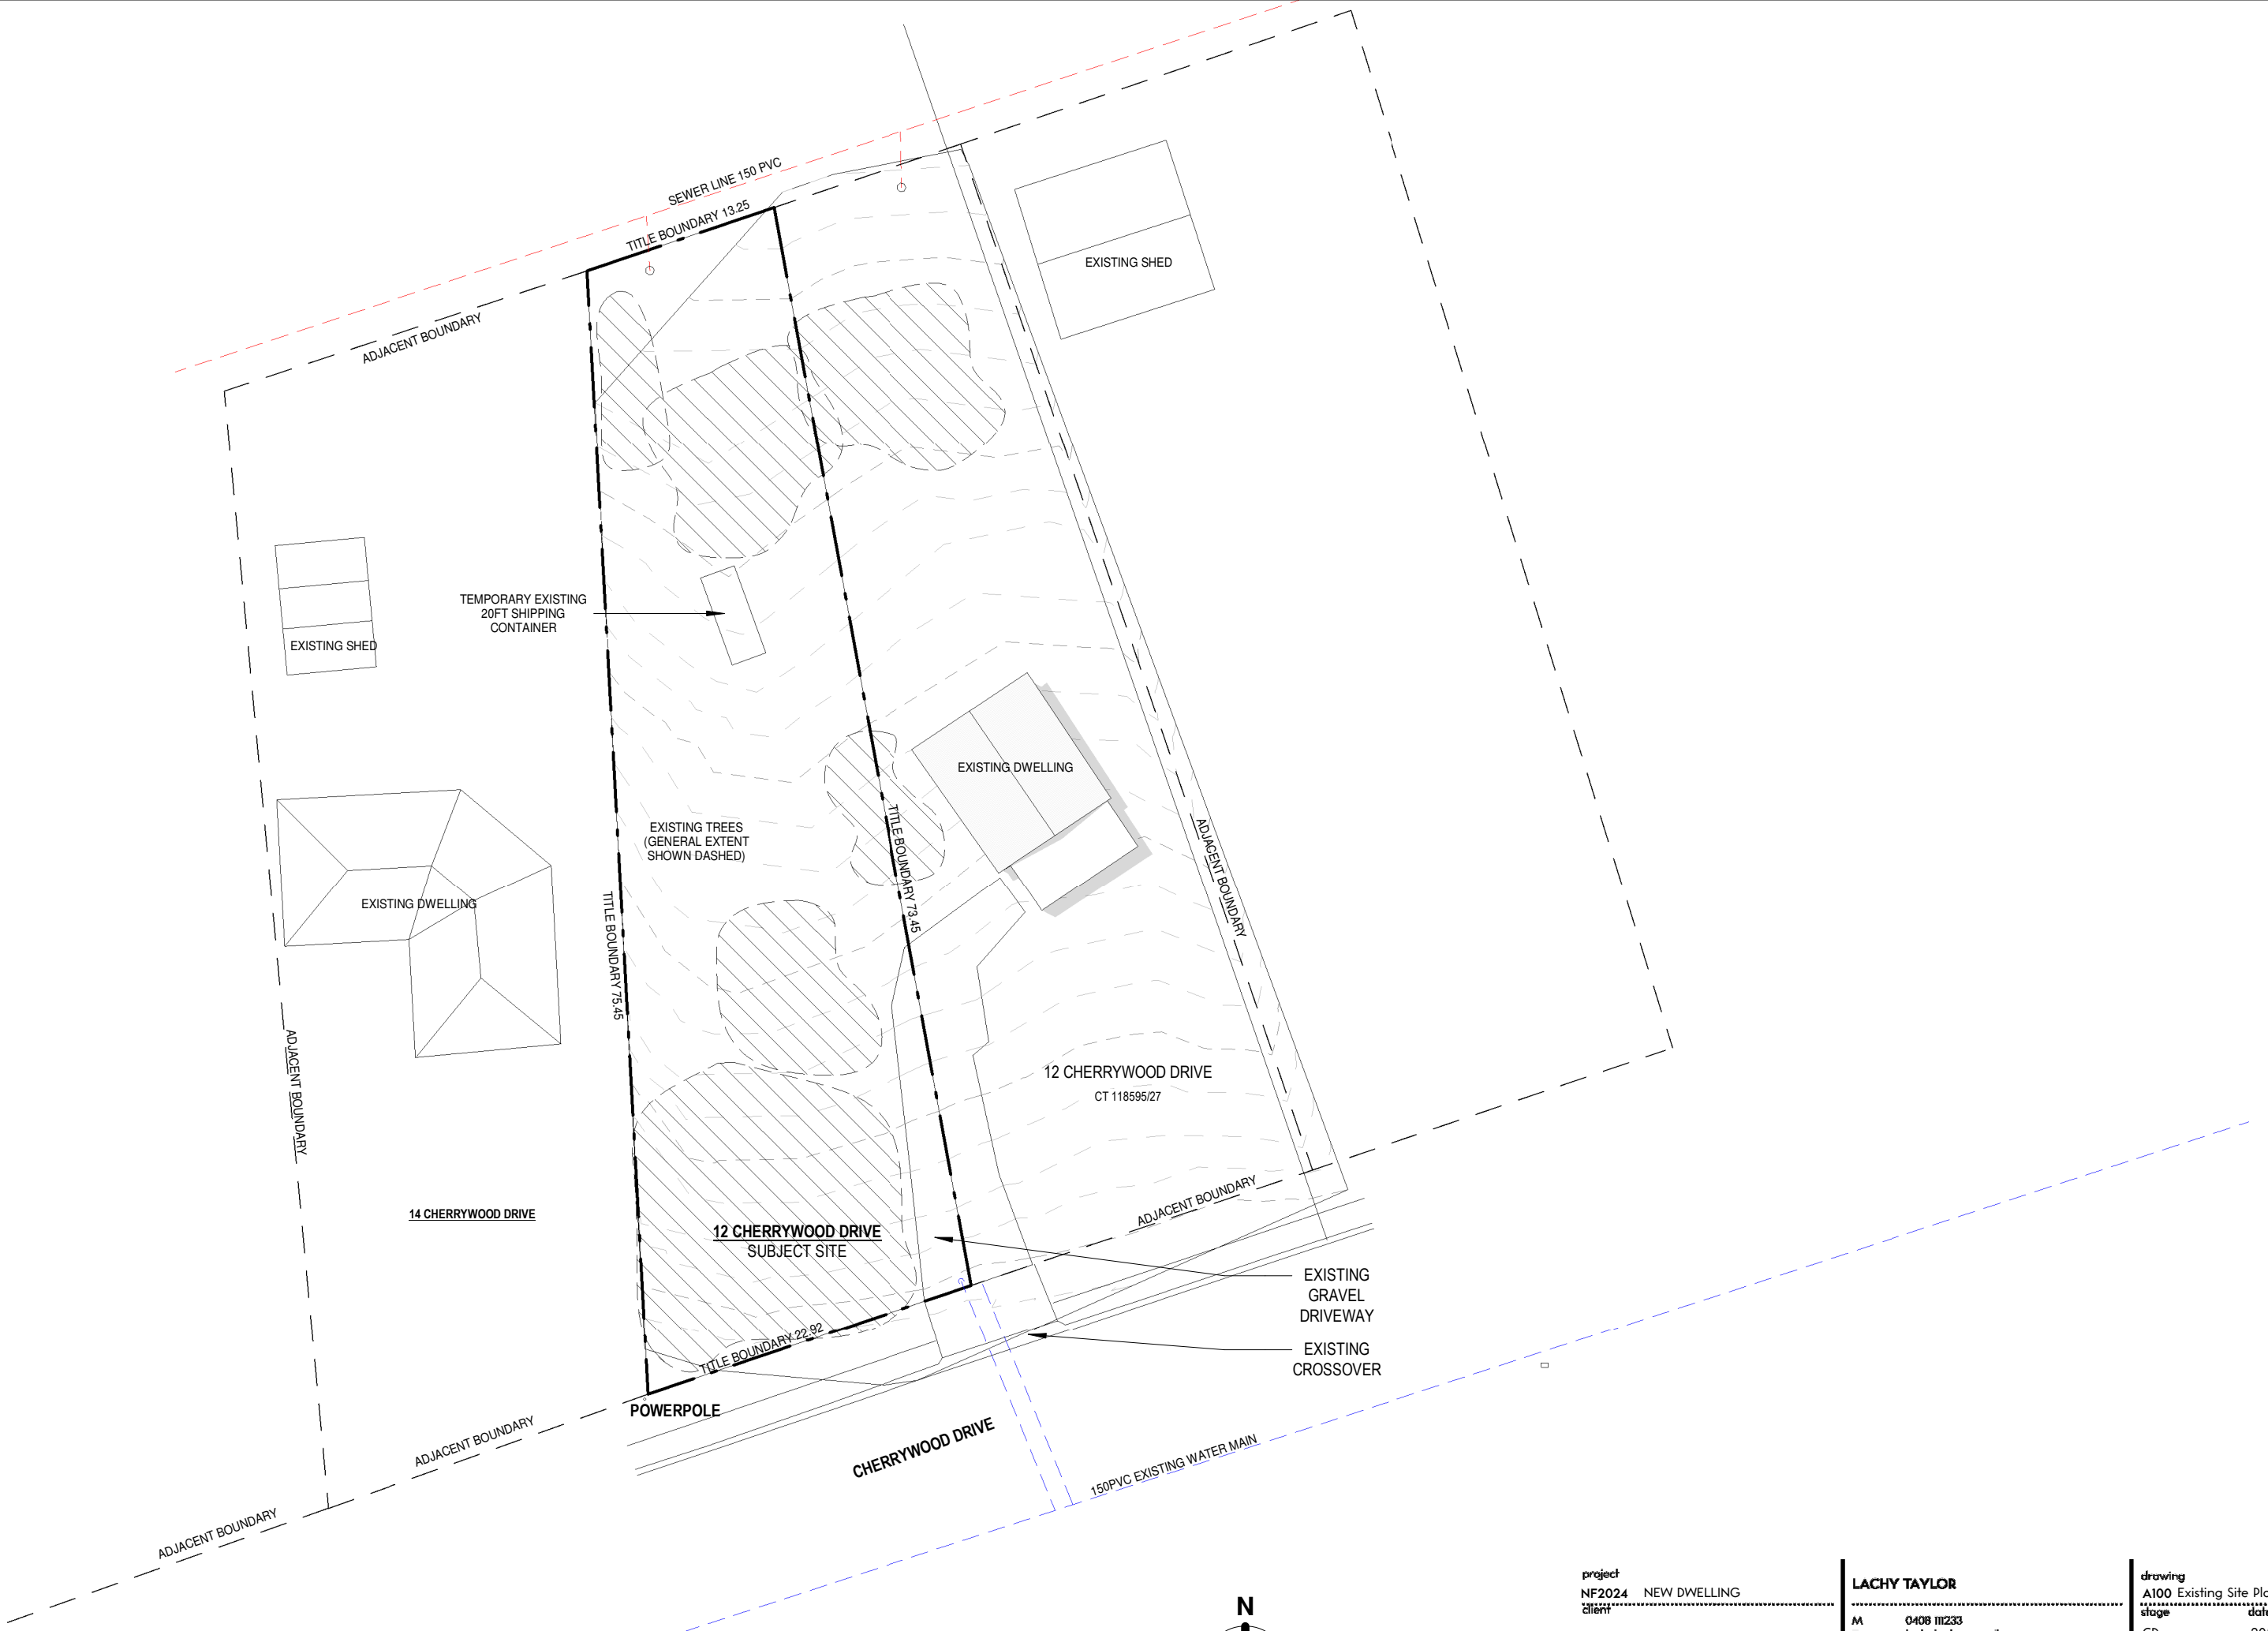 SEWER LINE 150 PVC
TITLE BOUNDARY 13.25
ADJACENT BOUNDARY
EXISTING SHED
TEMPORARY EXISTING
20FT SHIPPING
CONTAINER
EXISTING SHED
EXISTING DWELLING
EXISTING TREES
(GENERAL EXTENT
SHOWN DASHED)
TITLE BOUNDARY 73.45
ADJACENT BOUNDARY
EXISTING DWELLING
TITLE BOUNDARY 75.45
ADJACENT BOUNDARY
12 CHERRYWOOD DRIVE
CT 118595/27
14 CHERRYWOOD DRIVE
12 CHERRYWOOD DRIVE
SUBJECT SITE
ADJACENT BOUNDARY
EXISTING
GRAVEL
DRIVEWAY
TITLE BOUNDARY 22.92
EXISTING
CROSSOVER
POWERPOLE
ADJACENT BOUNDARY
CHERRYWOOD DRIVE
150PVC EXISTING WATER MAIN
ADJACENT BOUNDARY
N
project
NF2024 NEW DWELLING
client
LACHY TAYLOR
M 0408 111233
drawing
A100 Existing Site
stage